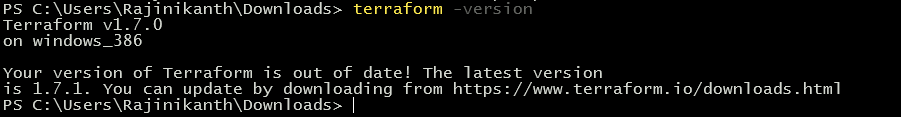 PS C:\Users\Rajinikanth\Downloads> terraform -version
Terraform v1.7.0
on windows_386
Your version of Terraform is out of date! The latest version
is 1.7.1. You can update by downloading from https://www.terraform.io/downloads.html
PS C:\Users\Rajinikanth\Downloads>